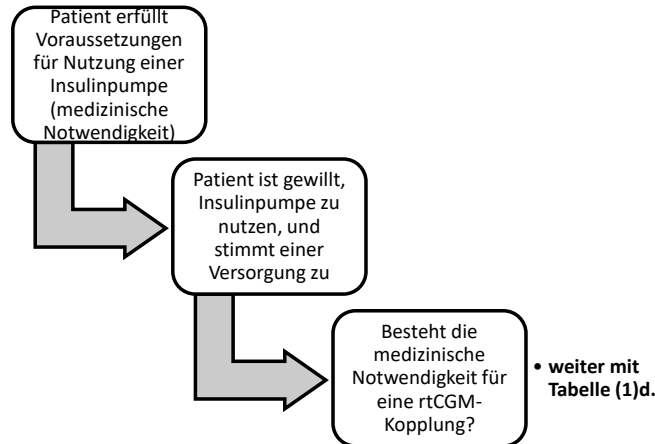 Patient erfüllt
Voraussetzungen
für Nutzung einer
Insulinpumpe
(medizinische
Notwendigkeit)
Patient ist gewillt,
Insulinpumpe zu
nutzen, und
stimmt einer
Versorgung zu
Besteht die
medizinische
Notwendigkeit für
eine rtCGM-
Kopplung?
• weiter mit
Tabelle (1)d.